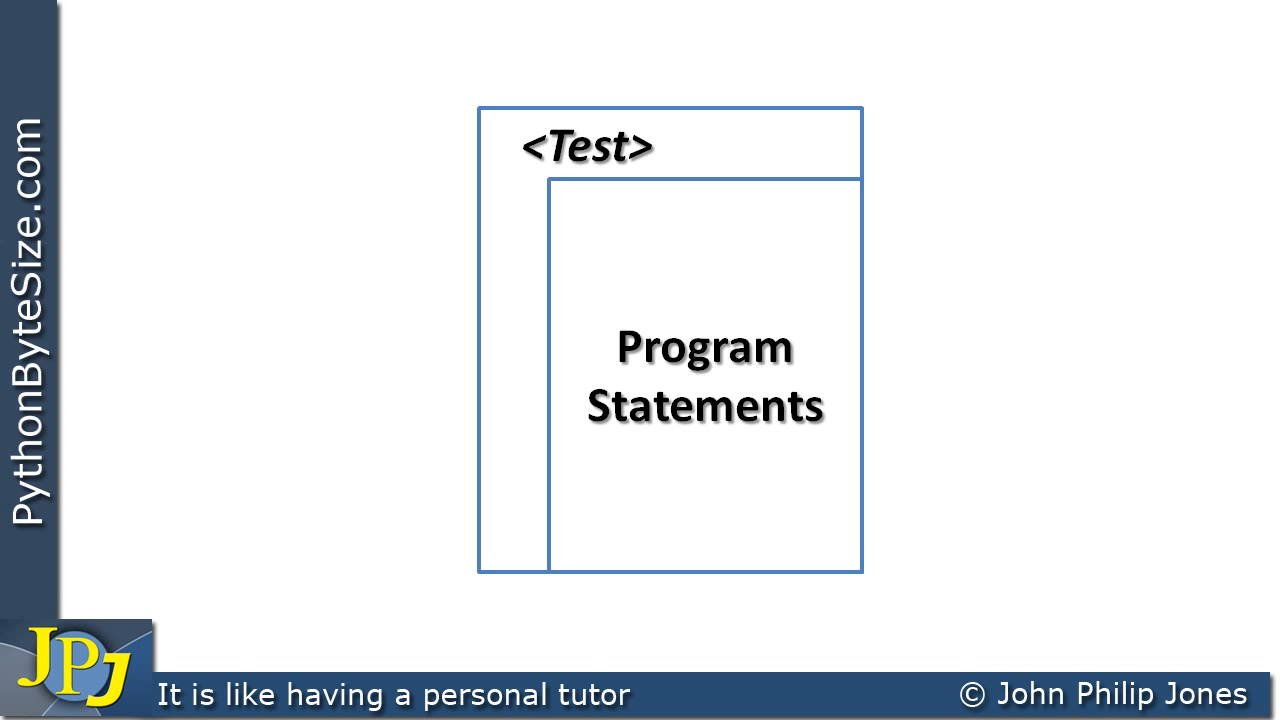 PythonByteSize.com
<Test>
Program
Statements
JPJ
It is like having a personal tutor
© John Philip Jones